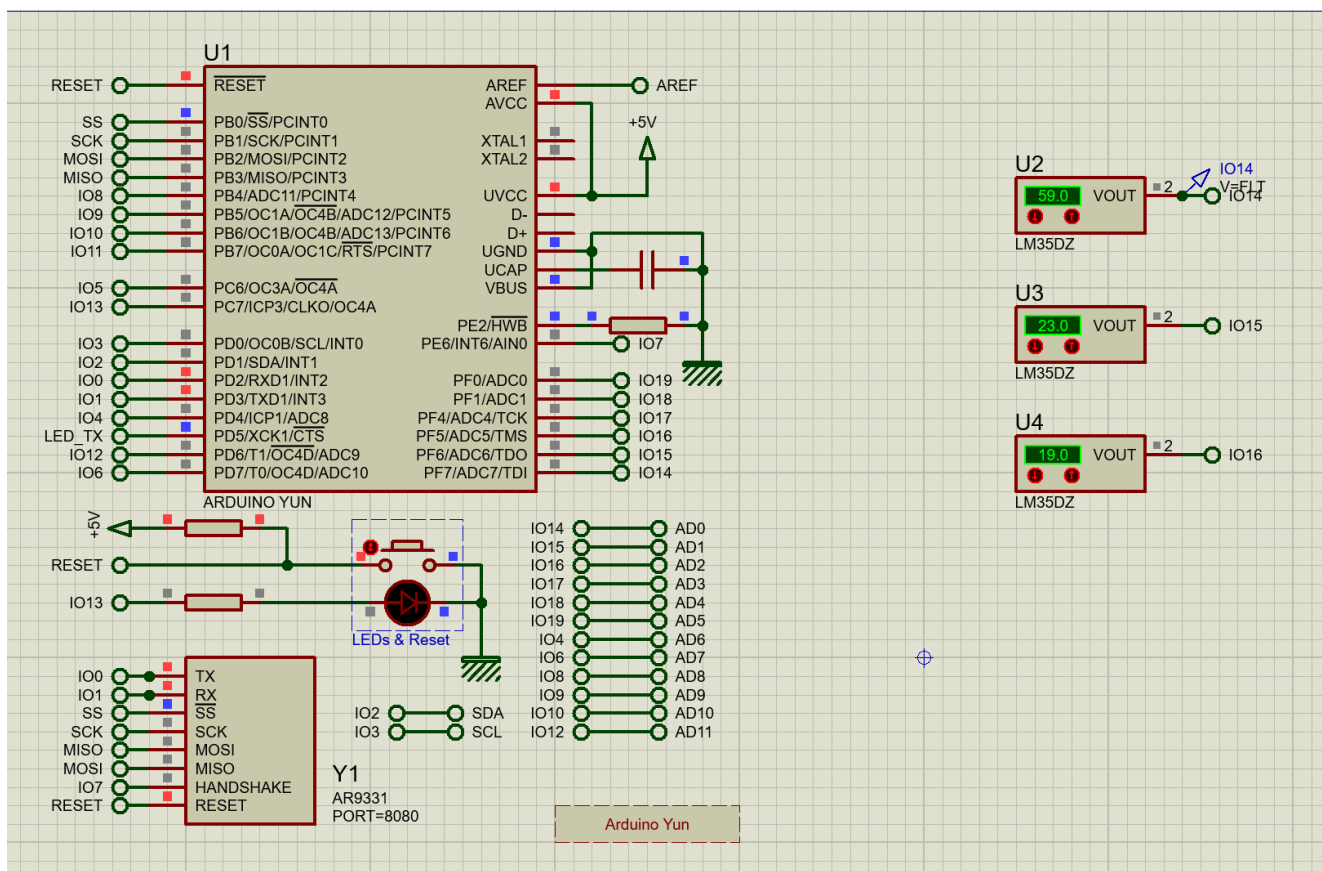 U1
RESET
RESET
AREF
AREF
AVCC
+5V
SS
PB0/SS/PCINT0
SCK
PB1/SCK/PCINT1
XTAL1
MOSI
PB2/MOSI/PCINT2
XTAL2
MISO
PB3/MISO/PCINT3
IO8
PB4/ADC11/PCINT4
UVCC
IO9
PB5/OC1A/OC4B/ADC12/PCINT5
D-
IO10
PB6/OC1B/OC4B/ADC13/PCINT6
D+
IO11
PB7/OC0A/OC1C/RTS/PCINT7
UGND
UCAP
IO5
PC6/OC3A/OC4A
VBUS
IO13
PC7/ICP3/CLKO/OC4A
PE2/HWB
IO3
PD0/OC0B/SCL/INT0
PE6/INT6/AIN0
IO7
IO2
PD1/SDA/INT1
IO0
PD2/RXD1/INT2
PF0/ADC0
IO19
IO1
PD3/TXD1/INT3
PF1/ADC1
IO18
IO4
PD4/ICP1/ADC8
PF4/ADC4/TCK
IO17
LED_TX
PD5/XCK1/CTS
PF5/ADC5/TMS
IO16
IO12
PD6/T1/OC4D/ADC9
PF6/ADC6/TDO
IO15
IO6
PD7/T0/OC4D/ADC10
PF7/ADC7/TDI
IO14
ARDUINO YUN
U2
IO14
V=FLT
59.0
VOUT
2
IO14
LM35DZ
U3
23.0
VOUT
2
IO15
LM35DZ
U4
19.0
VOUT
2
IO16
LM35DZ
+5V
RESET
IO13
LEDs & Reset
IO14 AD0
IO15 AD1
IO16 AD2
IO17 AD3
IO18 AD4
IO19 AD5
IO4 AD6
IO6 AD7
IO8 AD8
IO9 AD9
IO10 AD10
IO12 AD11
IO2 SDA
IO3 SCL
IO0 TX
IO1 RX
SS SS
SCK SCK
MISO MOSI
MOSI MISO
IO7 HANDSHAKE
RESET RESET
Y1
AR9331
PORT=8080
Arduino Yun